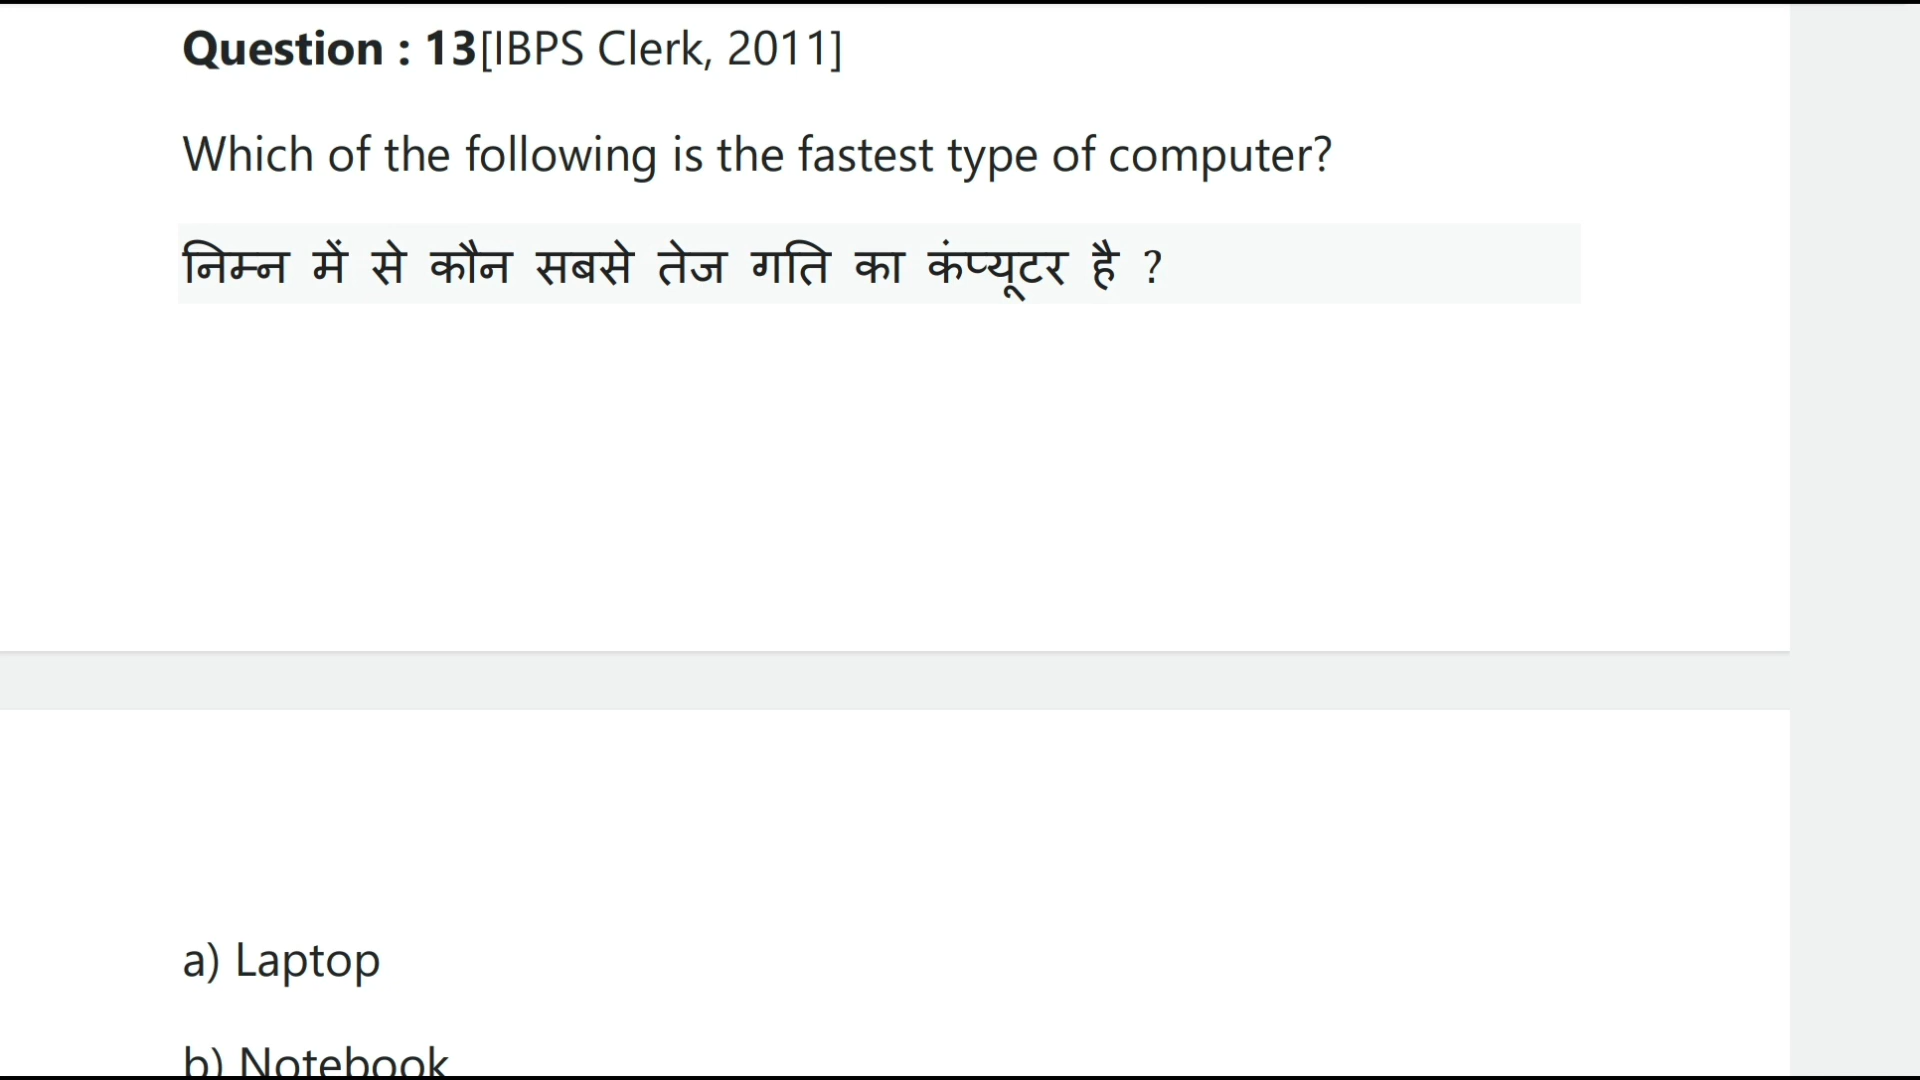 Question : 13[IBPS Clerk, 2011]
Which of the following is the fastest type of computer?
निम्न में से कौन सबसे तेज गति का कंप्यूटर है ?
a) Laptop
b) Notebook